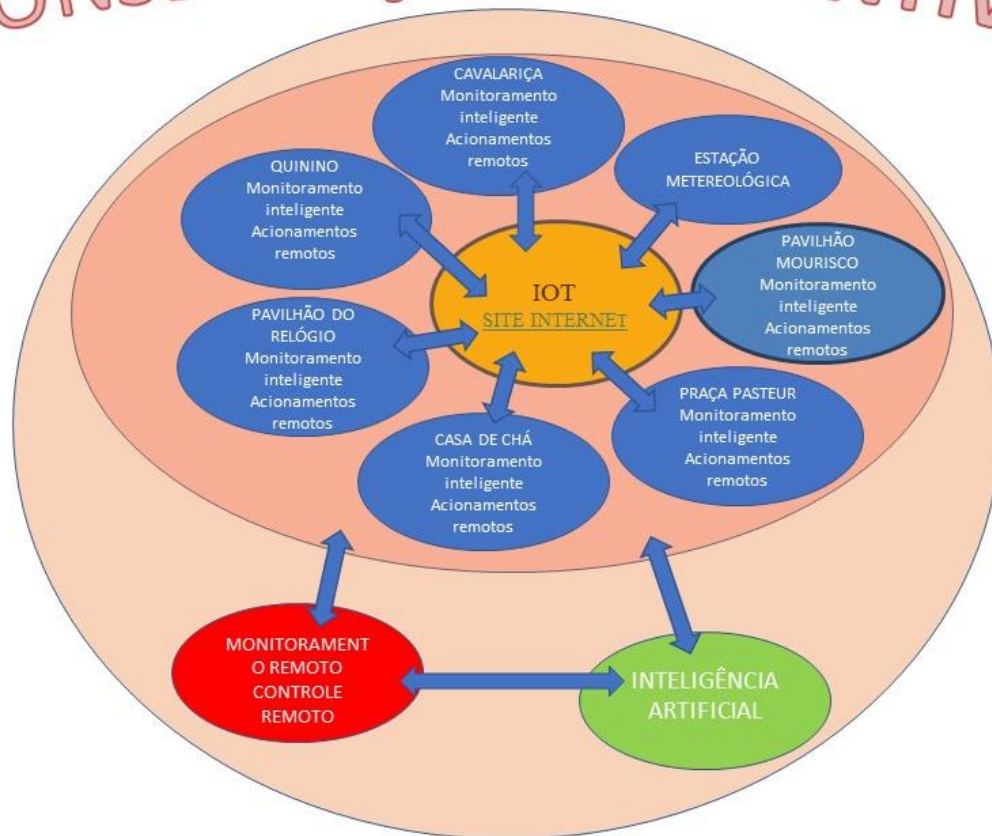 CAVALARIÇA
Monitoramento
inteligente
Acionamentos
remotos
QUININO
Monitoramento
inteligente
Acionamentos
remotos
ESTAÇÃO
METEREOLÓGICA
PAVILHÃO
MOURISCO
Monitoramento
inteligente
Acionamentos
remotos
IOT
SITE INTERNET
PAVILHÃO DO
RELÓGIO
Monitoramento
inteligente
Acionamentos
remotos
PRAÇA PASTEUR
Monitoramento
inteligente
Acionamentos
remotos
CASA DE CHÁ
Monitoramento
inteligente
Acionamentos
remotos
MONITORAMENT
O REMOTO
CONTROLE
REMOTO
INTELIGÊNCIA
ARTIFICIAL